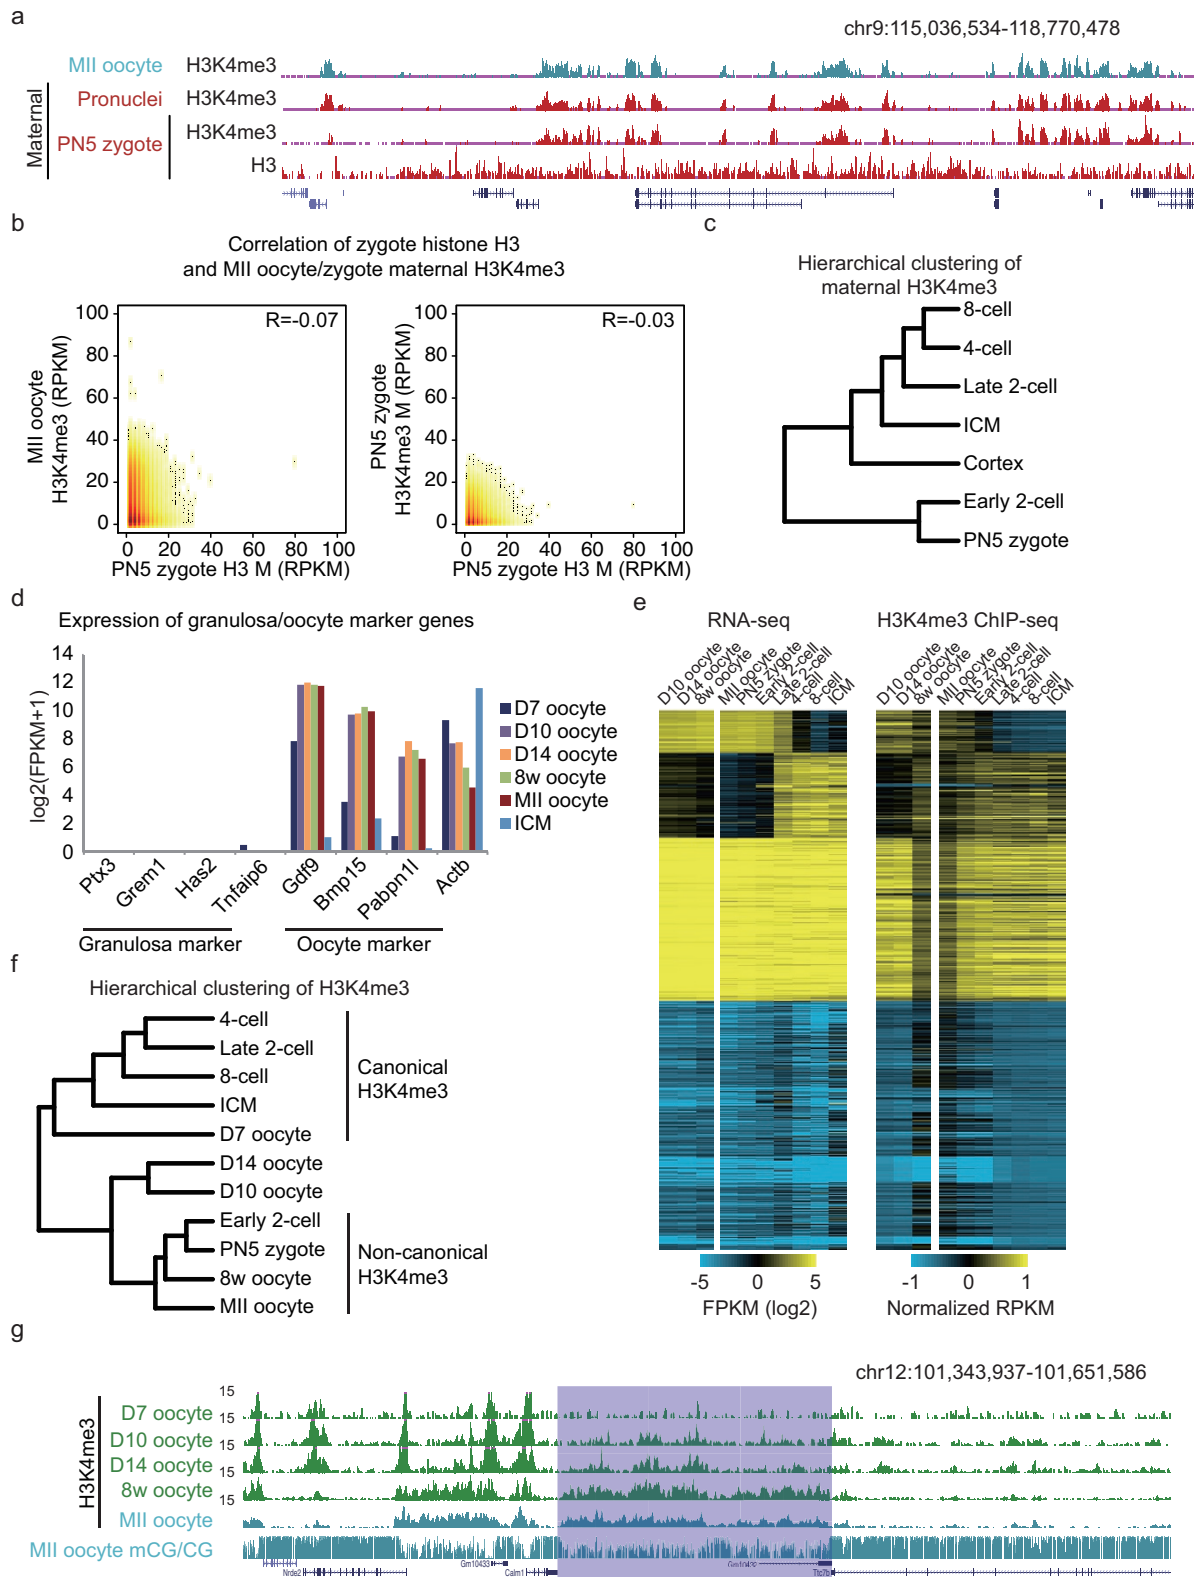 a
chr9:115,036,534-118,770,478
MII oocyte H3K4me3
Maternal
Pronuclei H3K4me3
PN5 zygote H3K4me3
H3
b
Correlation of zygote histone H3
and MII oocyte/zygote maternal H3K4me3
MII oocyte
H3K4me3 (RPKM)
100
80
60
40
20
0
R=-0.07
0 20 40 60 80 100
PN5 zygote H3 M (RPKM)
PN5 zygote
H3K4me3 M (RPKM)
100
80
60
40
20
0
R=-0.03
0 20 40 60 80 100
PN5 zygote H3 M (RPKM)
c
Hierarchical clustering of
maternal H3K4me3
8-cell
4-cell
Late 2-cell
ICM
Cortex
Early 2-cell
PN5 zygote
d
Expression of granulosa/oocyte marker genes
log2(FPKM+1)
14
12
10
8
6
4
2
0
Ptx3 Grem1 Has2 Tnfaip6 Gdf9 Bmp15 Pabpn1l Actb
Granulosa marker Oocyte marker
D7 oocyte
D10 oocyte
D14 oocyte
8w oocyte
MII oocyte
ICM
e
RNA-seq H3K4me3 ChIP-seq
D10 oocyte D14 oocyte 8w oocyte MII oocyte PN5 zygote Early 2-cell Late 2-cell 4-cell 8-cell ICM
D10 oocyte D14 oocyte 8w oocyte MII oocyte PN5 zygote Early 2-cell Late 2-cell 4-cell 8-cell ICM
-5 0 5
FPKM (log2)
-1 0 1
Normalized RPKM
f
Hierarchical clustering of H3K4me3
4-cell
Late 2-cell
8-cell
ICM
D7 oocyte
D14 oocyte
D10 oocyte
Early 2-cell
PN5 zygote
8w oocyte
MII oocyte
Canonical
H3K4me3
Non-canonical
H3K4me3
g
chr12:101,343,937-101,651,586
H3K4me3
15
D7 oocyte
15
D10 oocyte
15
D14 oocyte
15
8w oocyte
15
MII oocyte
MII oocyte mCG/CG
Nrde2 Gm10433 Calm1 Gm10432 Ttc7b